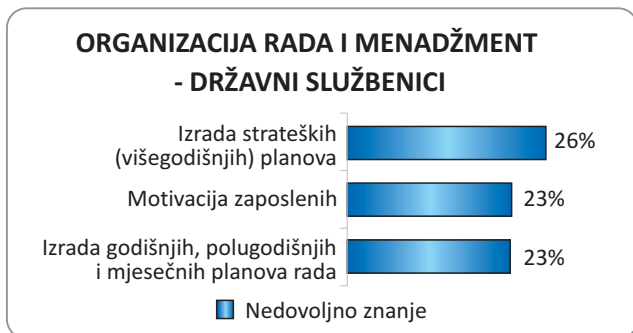 ORGANIZACIJA RADA I MENADŽMENT
- DRŽAVNI SLUŽBENICI
Izrada strateških
(višegodišnjih) planova
26%
Motivacija zaposlenih
23%
Izrada godišnjih, polugodišnjih
i mjesečnih planova rada
23%
Nedovoljno znanje